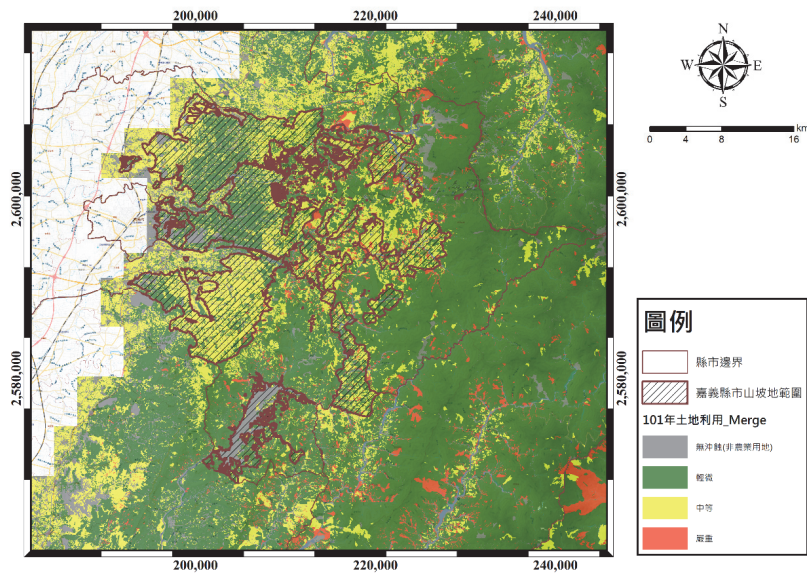 200,000
220,000
240,000
N
W
E
S
km
0
4
8
16
2,600,000
2,600,000
2,580,000
2,580,000
圖例
縣市邊界
嘉義縣市山坡地範圍
101年土地利用_Merge
無沖蝕(非農業用地)
輕微
中等
嚴重
200,000
220,000
240,000